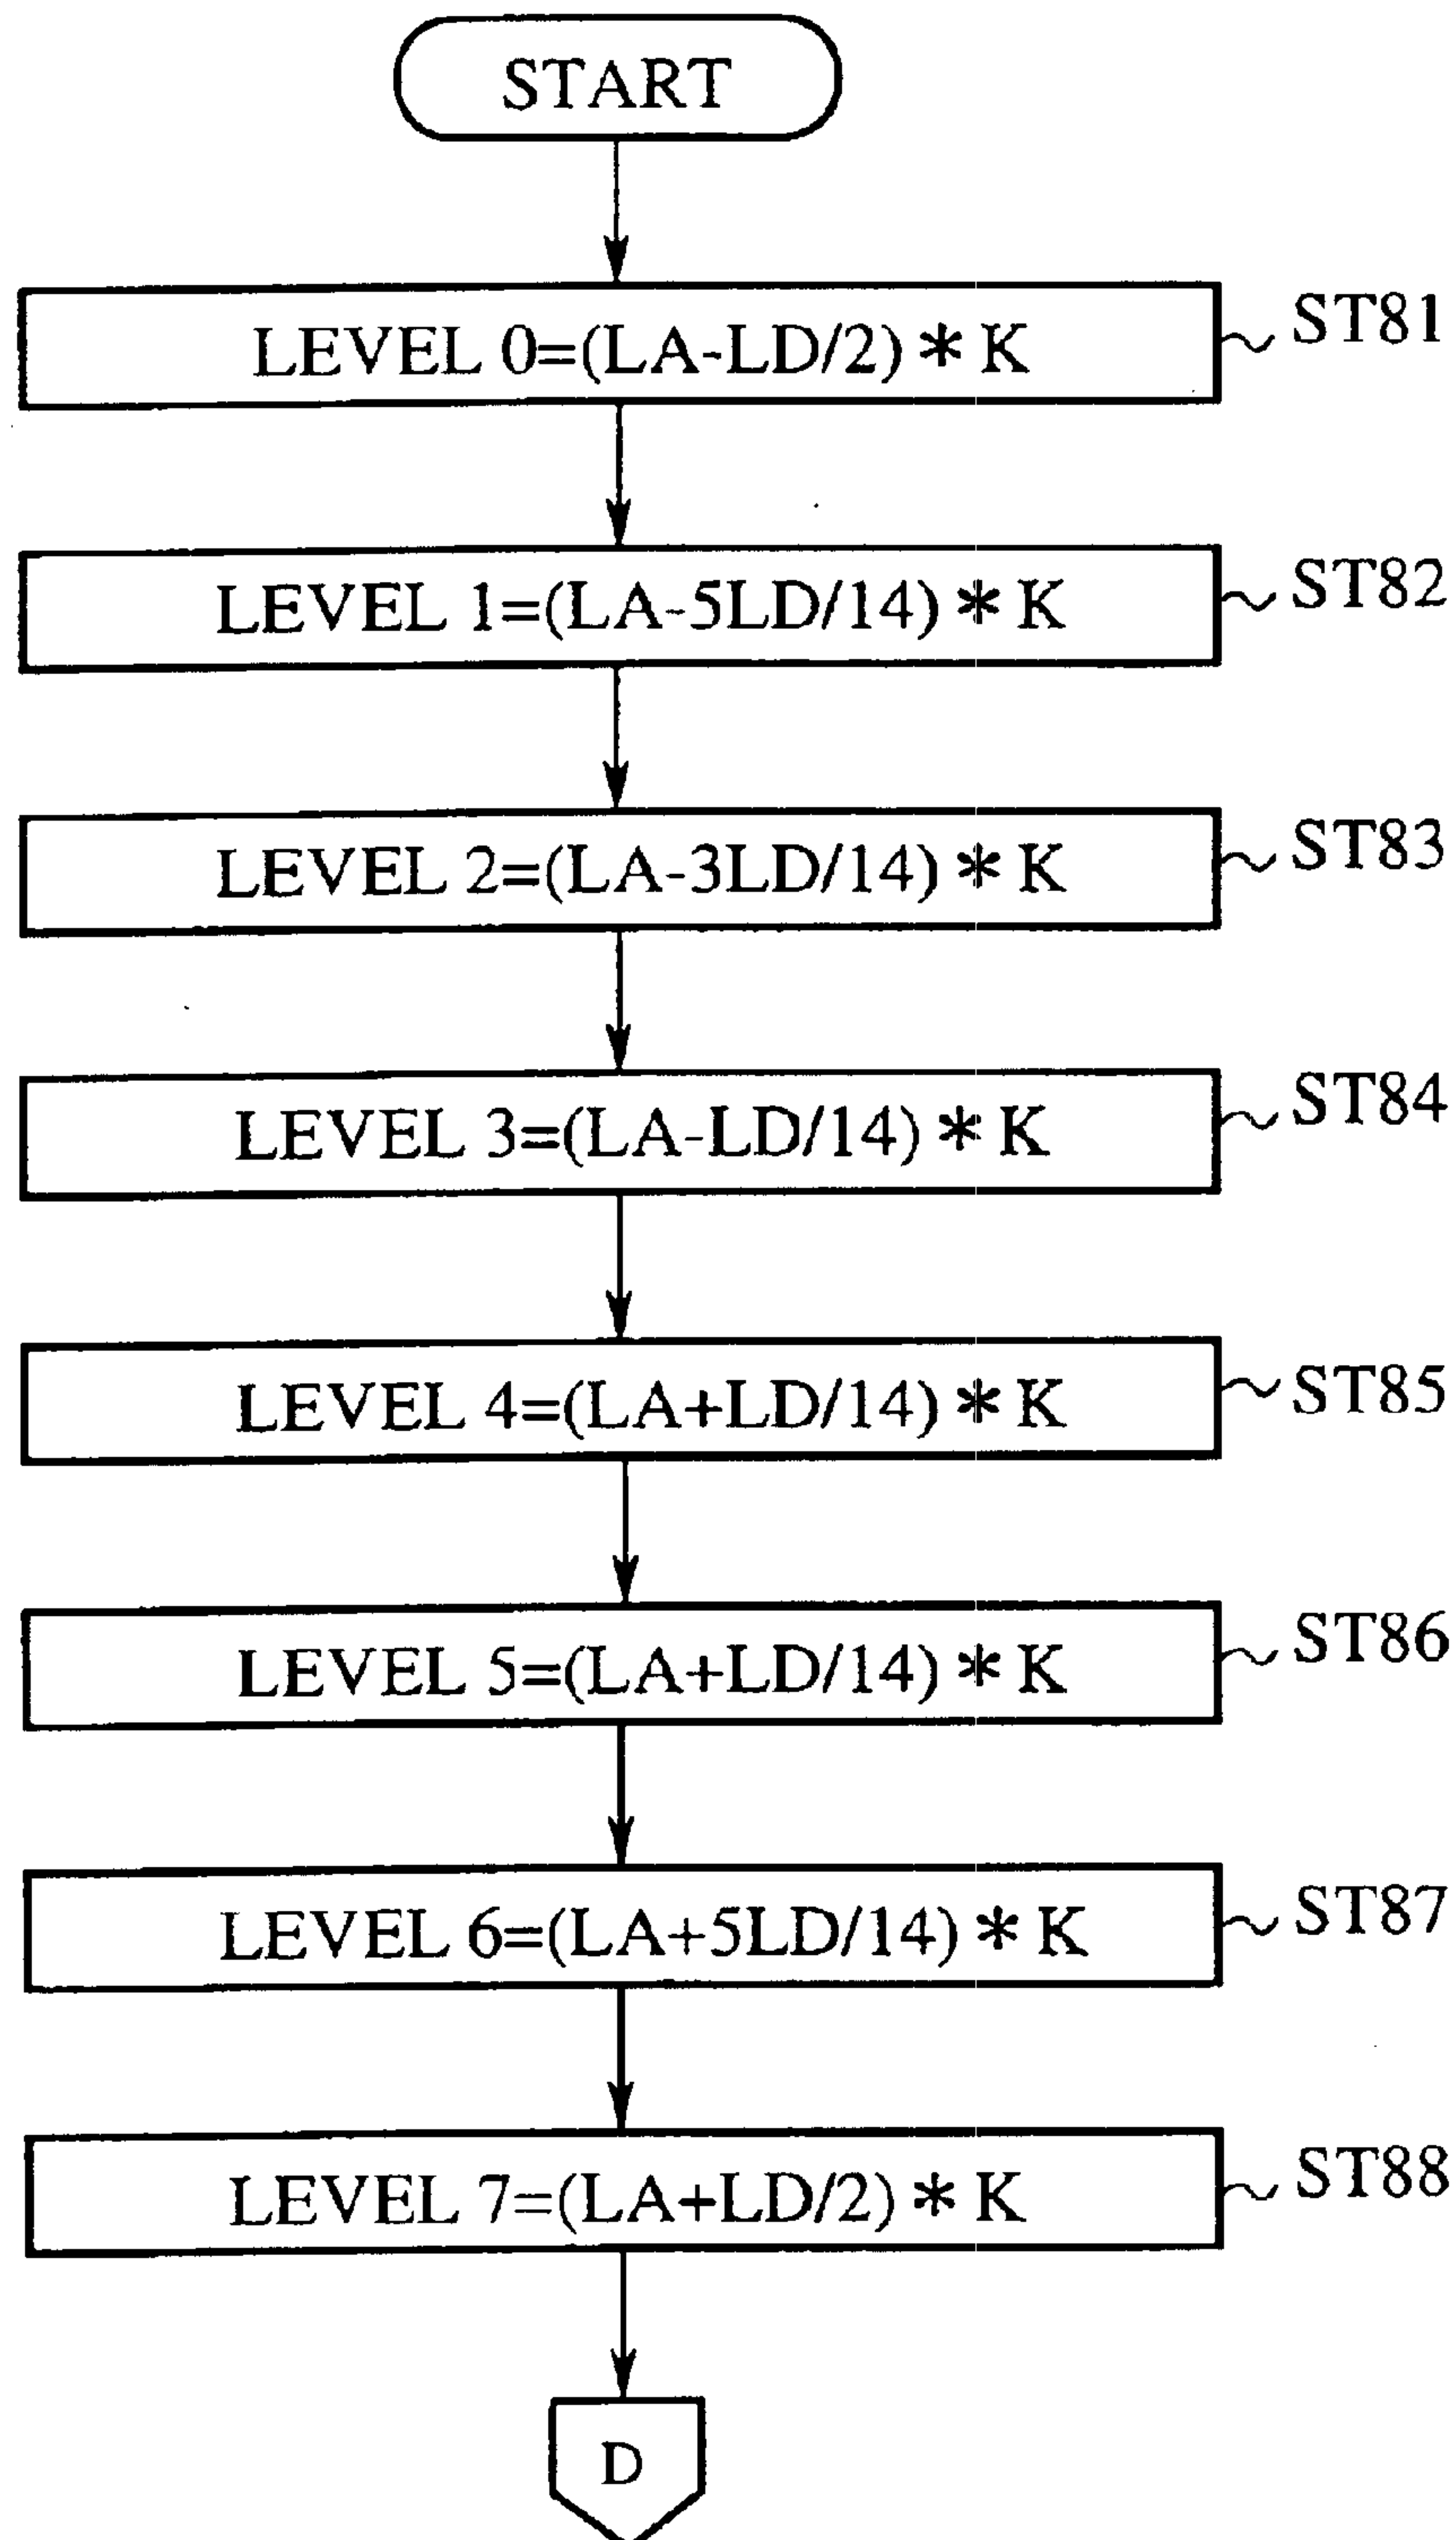 START
LEVEL 0=(LA-LD/2) * K
ST81
LEVEL 1=(LA-5LD/14) * K
ST82
LEVEL 2=(LA-3LD/14) * K
ST83
LEVEL 3=(LA-LD/14) * K
ST84
LEVEL 4=(LA+LD/14) * K
ST85
LEVEL 5=(LA+LD/14) * K
ST86
LEVEL 6=(LA+5LD/14) * K
ST87
LEVEL 7=(LA+LD/2) * K
ST88
D